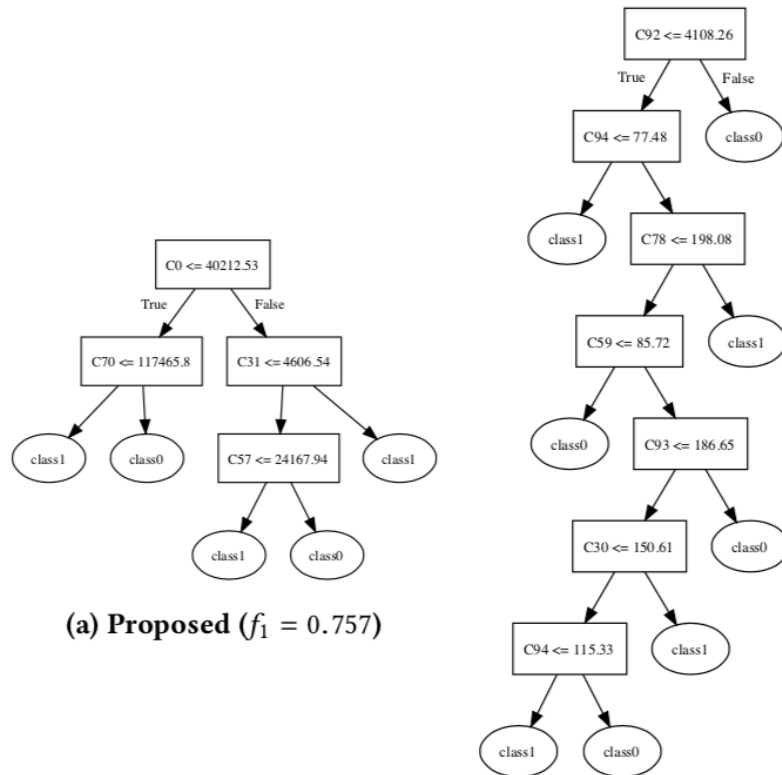 C0 <= 40212.53
True
False
C70 <= 117465.8
C31 <=4606.54
class1
class0
C57 <= 24167.94
class1
class1
class0
(a) Proposed (f₁ = 0.757)
C92 <= 4108.26
True
False
C94 <= 77.48
class0
class1
C78 <= 198.08
C59 <= 85.72
class1
class0
C93 <= 186.65
C30 <= 150.61
class0
C94 <= 115.33
class1
class1
class0